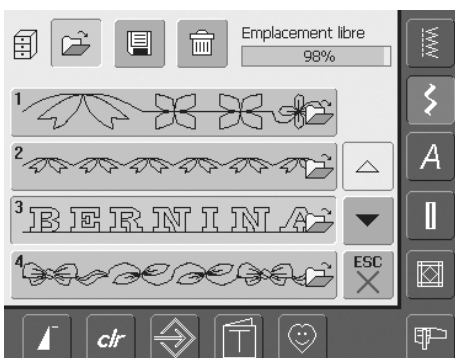 Emplacement libre
98%
1
2
3 BERNINA
4
ESC
A
clr
T